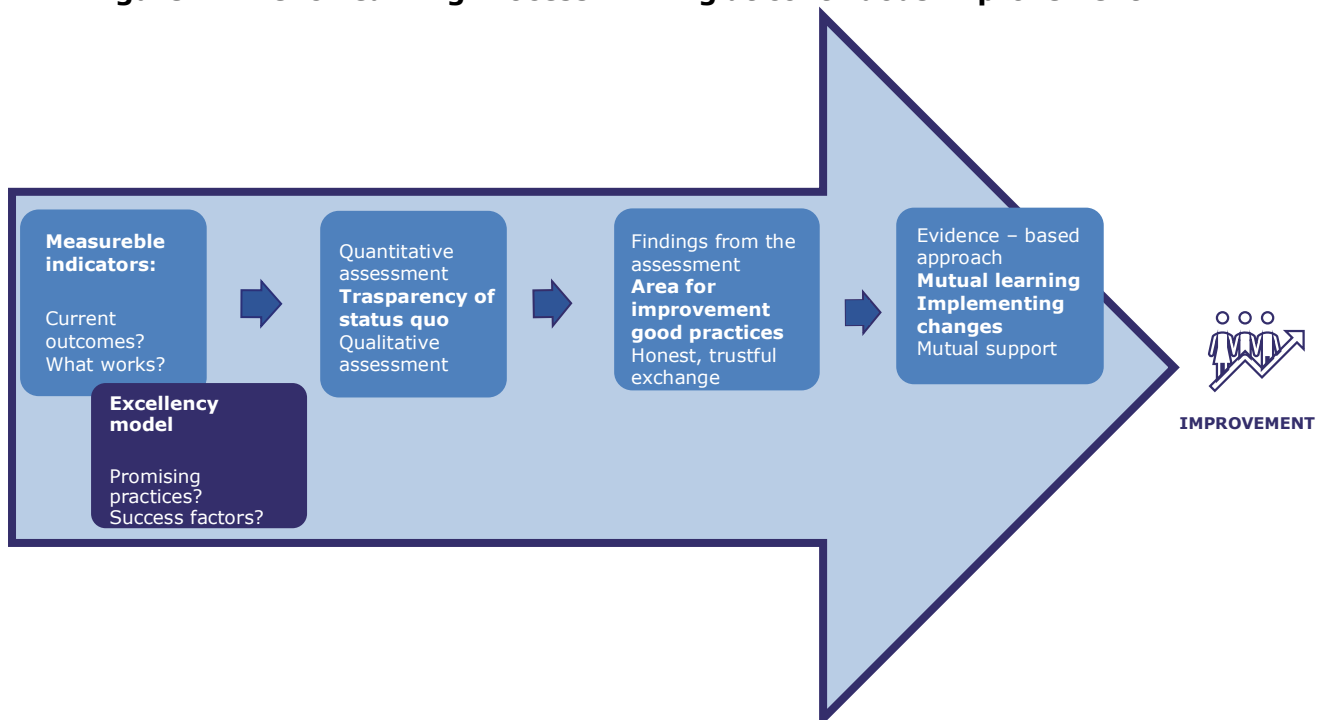 Measureble
indicators:
Current
outcomes?
What works?
Excellency
model
Promising
practices?
Success factors?
Quantitative
assessment
Trasparency of
status quo
Qualitative
assessment
Findings from the
assessment
Area for
improvement
good practices
Honest, trustful
exchange
Evidence – based
approach
Mutual learning
Implementing
changes
Mutual support
IMPROVEMENT